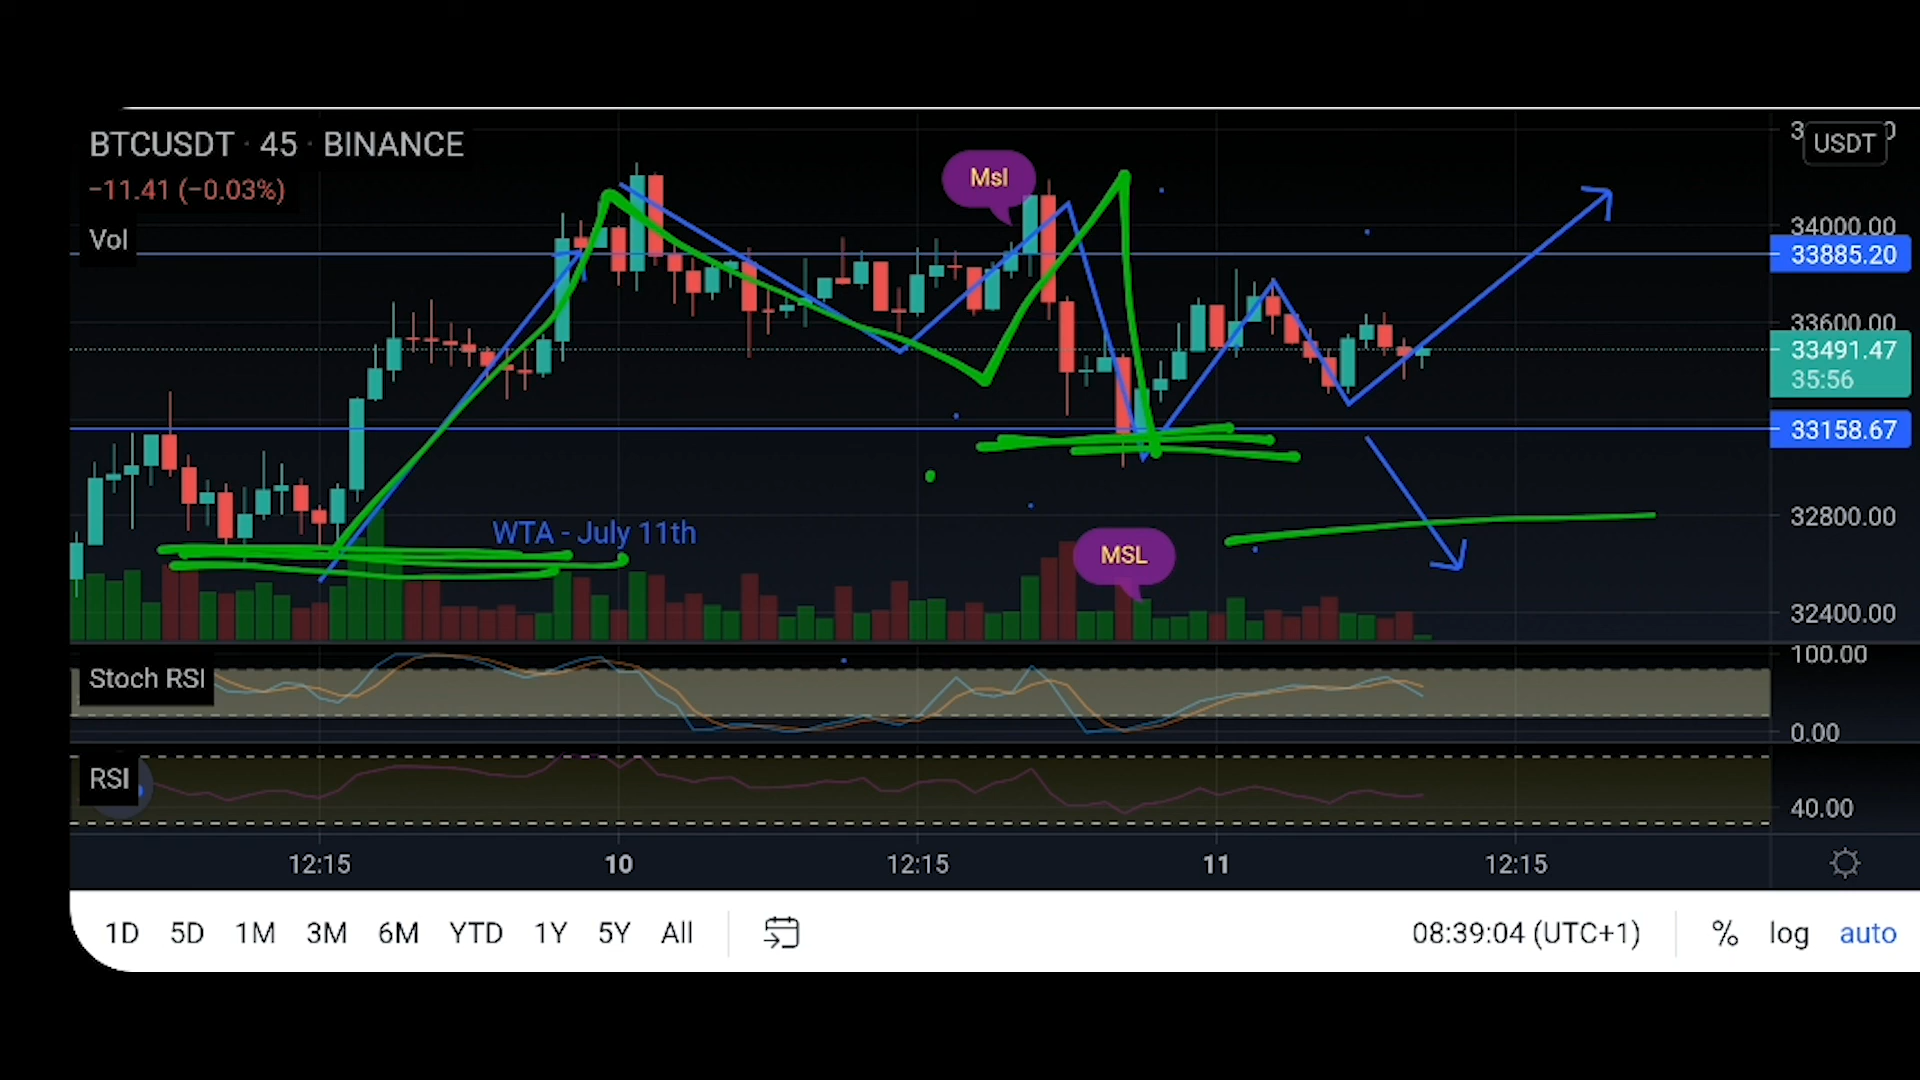 BTCUSDT · 45 · BINANCE
USDT
−11.41 (−0.03%)
Vol
Msl
34000.00
33885.20
33600.00
33491.47
35:56
33158.67
WTA - July 11th
32800.00
MSL
32400.00
Stoch RSI
100.00
0.00
RSI
40.00
12:15 10 12:15 11 12:15
1D 5D 1M 3M 6M YTD 1Y 5Y All 08:39:04 (UTC+1) % log auto